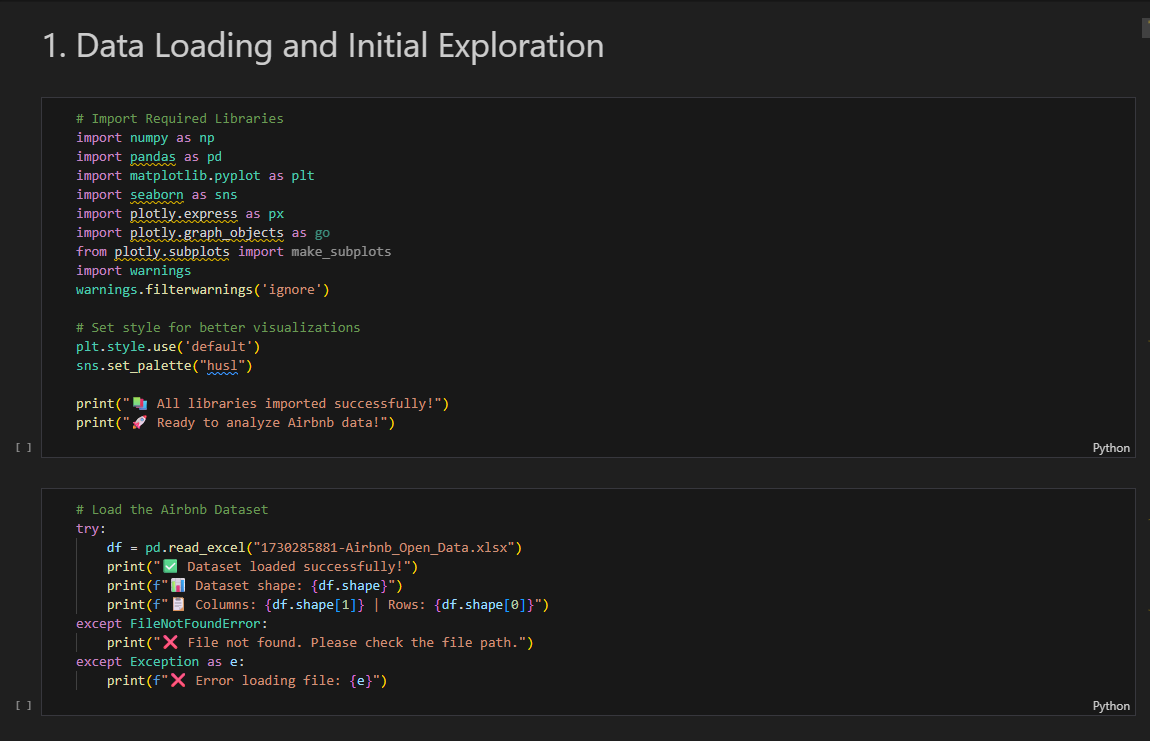 1. Data Loading and Initial Exploration
# Import Required Libraries
import numpy as np
import pandas as pd
import matplotlib.pyplot as plt
import seaborn as sns
import plotly.express as px
import plotly.graph_objects as go
from plotly.subplots import make_subplots
import warnings
warnings.filterwarnings('ignore')
# Set style for better visualizations
plt.style.use('default')
sns.set_palette("husl")
print("📚 All libraries imported successfully!")
print("🚀 Ready to analyze Airbnb data!")
[ ]
Python
# Load the Airbnb Dataset
try:
    df = pd.read_excel("1730285881-Airbnb_Open_Data.xlsx")
    print("✅ Dataset loaded successfully!")
    print(f"📊 Dataset shape: {df.shape}")
    print(f"📋 Columns: {df.shape[1]} | Rows: {df.shape[0]}")
except FileNotFoundError:
    print("❌ File not found. Please check the file path.")
except Exception as e:
    print(f"❌ Error loading file: {e}")
[ ]
Python